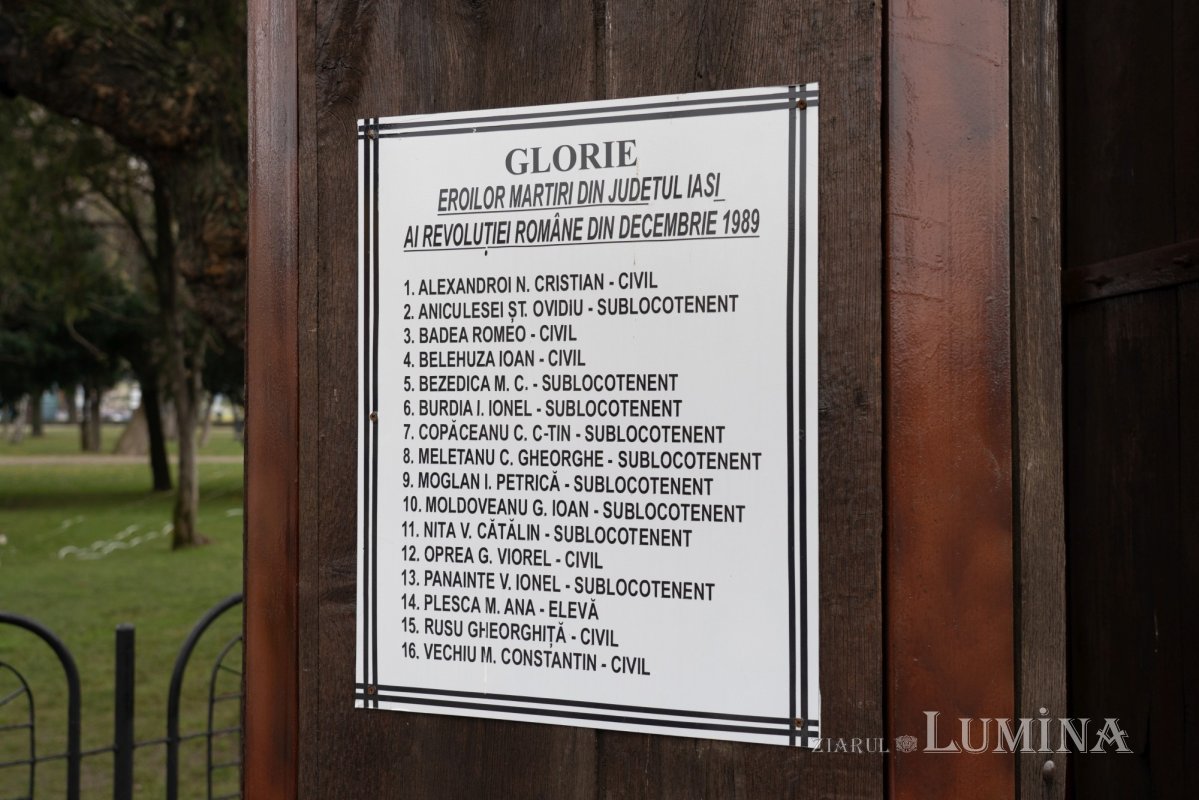 GLORIE
EROILOR MARTIRI DIN JUDEŢUL IASI
AI REVOLUŢIEI ROMÂNE DIN DECEMBRIE 1989
1. ALEXANDROI N. CRISTIAN - CIVIL
2. ANICULESEI ȘT. OVIDIU - SUBLOCOTENENT
3. BADEA ROMEO - CIVIL
4. BELEHUZA IOAN - CIVIL
5. BEZEDICA M. C. - SUBLOCOTENENT
6. BURDIA I. IONEL - SUBLOCOTENENT
7. COPĂCEANU C. C-TIN - SUBLOCOTENENT
8. MELETANU C. GHEORGHE - SUBLOCOTENENT
9. MOGLAN I. PETRICĂ - SUBLOCOTENENT
10. MOLDOVEANU G. IOAN - SUBLOCOTENENT
11. NITA V. CĂTĂLIN - SUBLOCOTENENT
12. OPREA G. VIOREL - CIVIL
13. PANAINTE V. IONEL - SUBLOCOTENENT
14. PLESCA M. ANA - ELEVĂ
15. RUSU GHEORGHIȚĂ - CIVIL
16. VECHIU M. CONSTANTIN - CIVIL
ZIARUL LUMINA